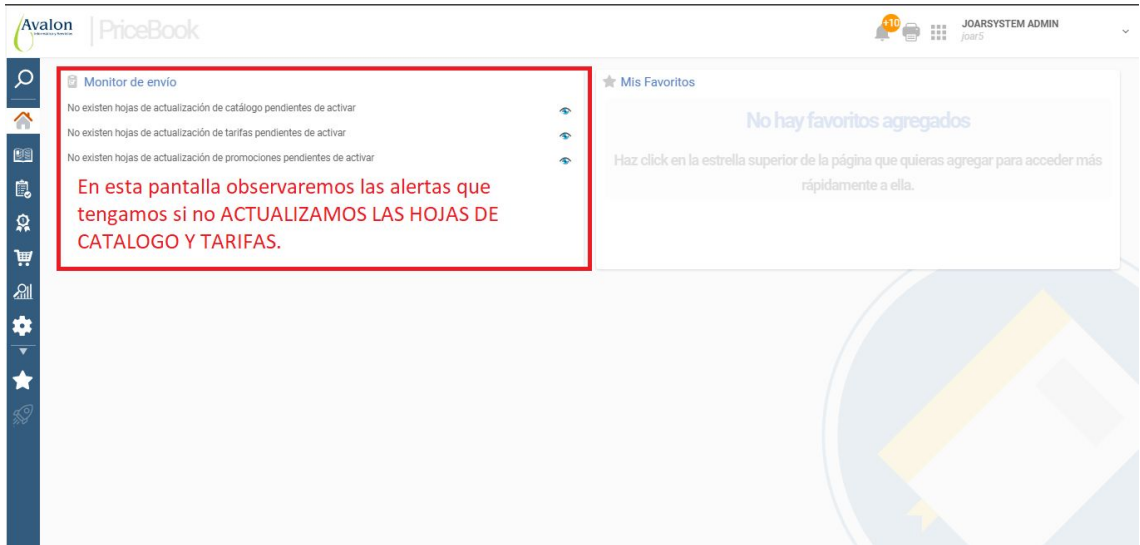 Avalon
PriceBook
+10
JOARSYSTEM ADMIN
joar5
Monitor de envío
No existen hojas de actualización de catálogo pendientes de activar
No existen hojas de actualización de tarifas pendientes de activar
No existen hojas de actualización de promociones pendientes de activar
En esta pantalla observaremos las alertas que
tengamos si no ACTUALIZAMOS LAS HOJAS DE
CATALOGO Y TARIFAS.
Mis Favoritos
No hay favoritos agregados
Haz click en la estrella superior de la página que quieras agregar para acceder más
rápidamente a ella.